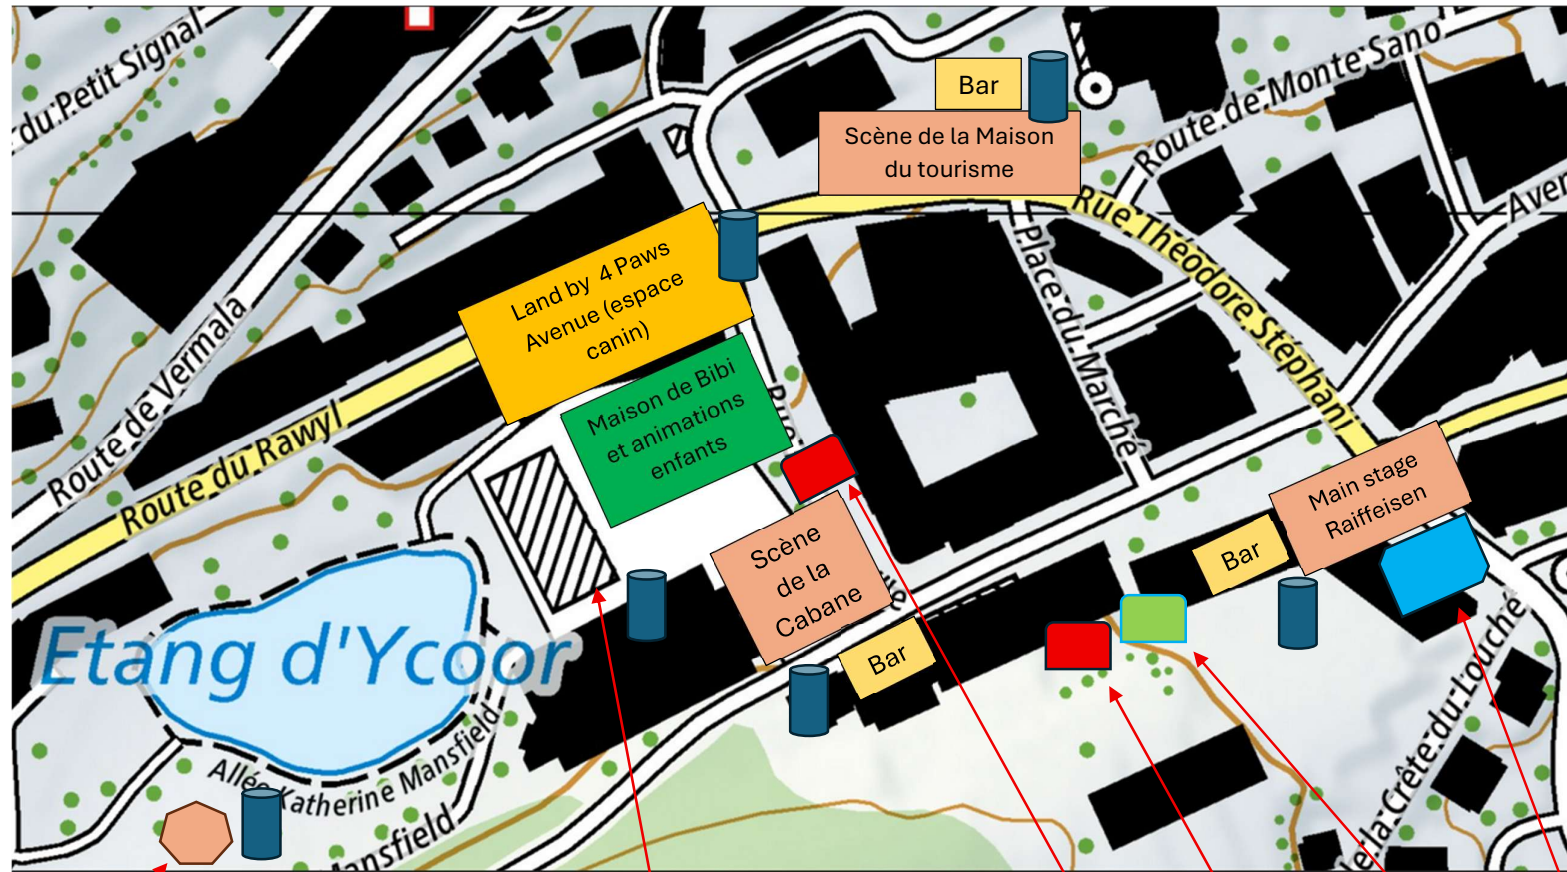 du Petit Signal
Bar
Scène de la Maison
du tourisme
Route de Monte Sano
Rue Théodore Stéphani
Place du Marché
Land by 4 Paws
Avenue (espace
canin)
Route de Vermala
Route du Rawyl
Maison de Bibi
et animations
enfants
Rue
Main stage
Raiffeisen
Bar
Scène
de la
Cabane
Bar
Etang d'Ycoor
Allée Katherine Mansfield
Mansfield
de la Crête du Louché